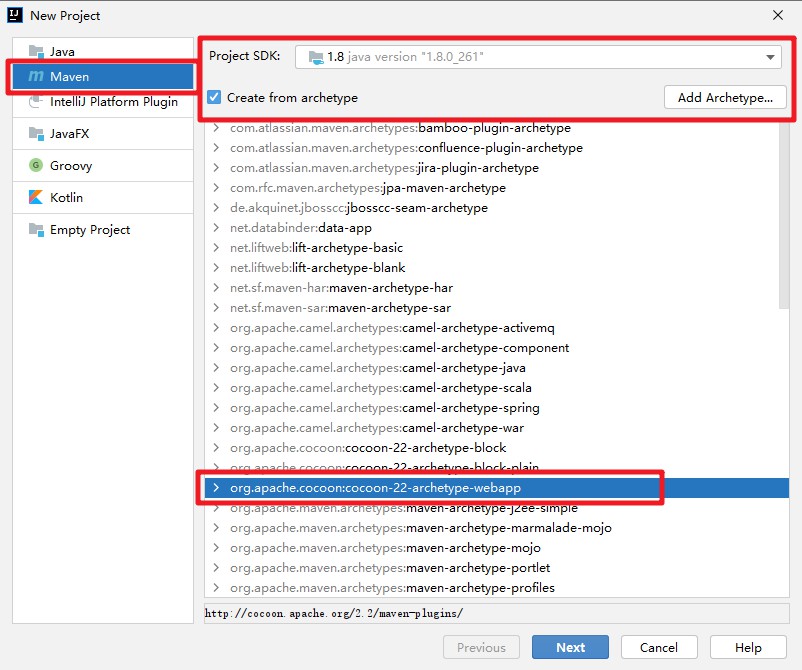 New Project
Java
Maven
IntelliJ Platform Plugin
JavaFX
Groovy
Kotlin
Empty Project
Project SDK: 1.8 java version "1.8.0_261"
Create from archetype
Add Archetype...
com.atlassian.maven.archetypes:bamboo-plugin-archetype
com.atlassian.maven.archetypes:confluence-plugin-archetype
com.atlassian.maven.archetypes:jira-plugin-archetype
com.rfc.maven.archetypes:jpa-maven-archetype
de.akquinet.jbosscc:jbosscc-seam-archetype
net.databinder:data-app
net.liftweb:lift-archetype-basic
net.liftweb:lift-archetype-blank
net.sf.maven-har:maven-archetype-har
net.sf.maven-sar:maven-archetype-sar
org.apache.camel.archetypes:camel-archetype-activemq
org.apache.camel.archetypes:camel-archetype-component
org.apache.camel.archetypes:camel-archetype-java
org.apache.camel.archetypes:camel-archetype-scala
org.apache.camel.archetypes:camel-archetype-spring
org.apache.camel.archetypes:camel-archetype-war
org.apache.cocoon:cocoon-22-archetype-block
org.apache.cocoon:cocoon-22-archetype-block-plain
org.apache.cocoon:cocoon-22-archetype-webapp
org.apache.maven.archetypes:maven-archetype-j2ee-simple
org.apache.maven.archetypes:maven-archetype-marmalade-mojo
org.apache.maven.archetypes:maven-archetype-mojo
org.apache.maven.archetypes:maven-archetype-portlet
org.apache.maven.archetypes:maven-archetype-profiles
http://cocoon.apache.org/2.2/maven-plugins/
Previous
Next
Cancel
Help